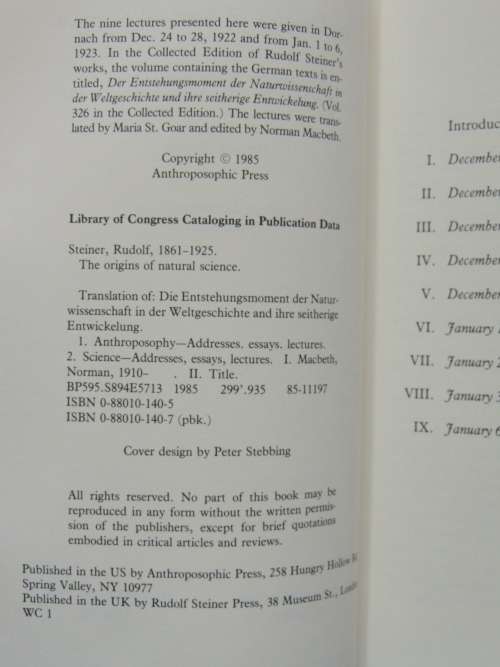 The nine lectures presented here were given in Dor-
nach from Dec. 24 to 28, 1922 and from Jan. 1 to 6,
1923. In the Collected Edition of Rudolf Steiner's
works, the volume containing the German texts is en-
titled, Der Entstehungsmoment der Naturwissenschaft in
der Weltgeschichte und ihre seitherige Entwickelung. (Vol.
326 in the Collected Edition.) The lectures were trans-
lated by Maria St. Goar and edited by Norman Macbeth.
Copyright © 1985
Anthroposophic Press
Library of Congress Cataloging in Publication Data
Steiner, Rudolf, 1861–1925.
The origins of natural science.
Translation of: Die Entstehungsmoment der Natur-
wissenschaft in der Weltgeschichte and ihre seitherige
Entwickelung.
1. Anthroposophy—Addresses. essays. lectures.
2. Science—Addresses, essays, lectures. I. Macbeth,
Norman, 1910– . II. Title.
BP595.S894E5713 1985 299'.935 85-11197
ISBN 0-88010-140-5
ISBN 0-88010-140-7 (pbk.)
Cover design by Peter Stebbing
All rights reserved. No part of this book may be
reproduced in any form without the written permis-
sion of the publishers, except for brief quotations
embodied in critical articles and reviews.
Published in the US by Anthroposophic Press, 258 Hungry Hollow
Spring Valley, NY 10977
Published in the UK by Rudolf Steiner Press, 38 Museum St., London
WC 1
Introduc
I. December
II. December
III. December
IV. December
V. December
VI. January 1
VII. January 2
VIII. January 3
IX. January 6